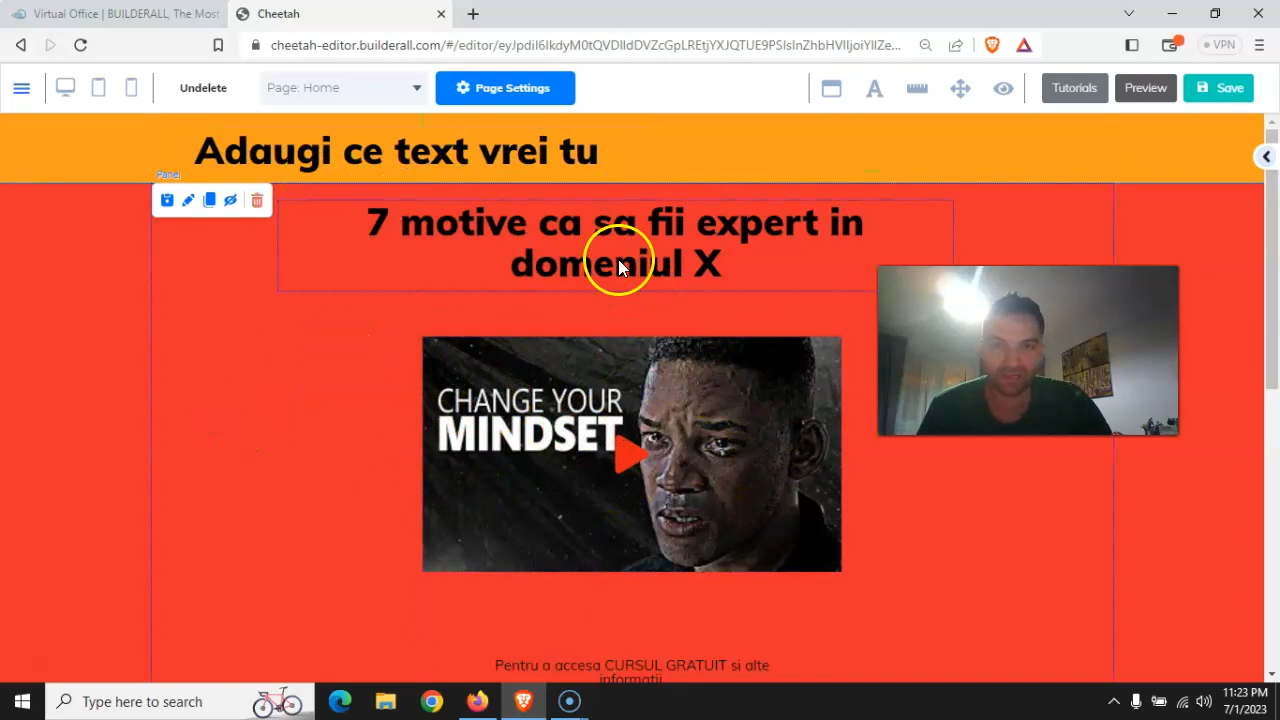 Virtual Office | BUILDERALL, The Most
Cheetah
cheetah-editor.builderall.com/#/editor/eyJpdiI6IkdyM0tQVDlIdDVZcGpLREtjYXJQTUE9PSIsInZhbHVlIjoiYllZe...
VPN
Undelete
Page: Home
Page Settings
Tutorials
Preview
Save
Adaugi ce text vrei tu
Panel
7 motive ca sa fii expert in
domeniul X
CHANGE YOUR
MINDSET
Pentru a accesa CURSUL GRATUIT si alte
informatii
Type here to search
11:23 PM
7/1/2023